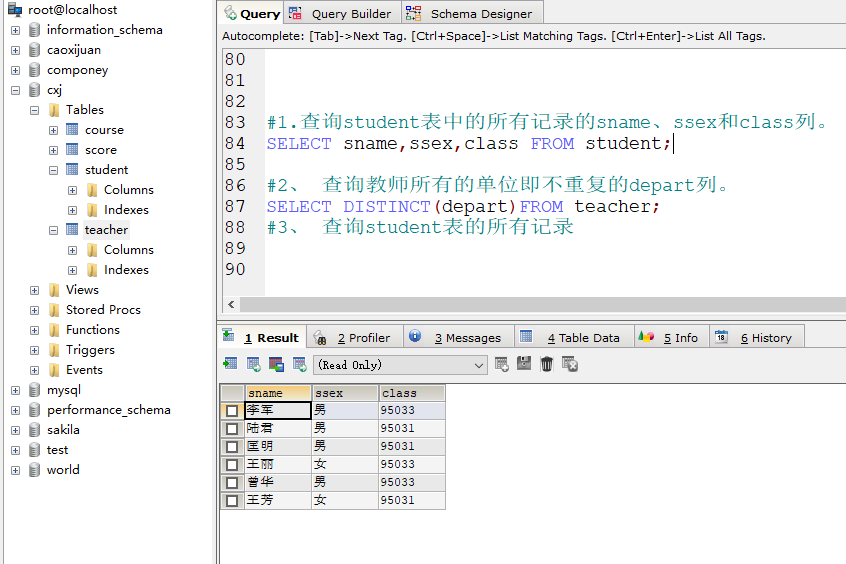 root@localhost
information_schema
caoxijuan
componey
cxj
Tables
course
score
student
Columns
Indexes
teacher
Columns
Indexes
Views
Stored Procs
Functions
Triggers
Events
mysql
performance_schema
sakila
test
world
Query Query Builder Schema Designer
Autocomplete: [Tab]->Next Tag. [Ctrl+Space]->List Matching Tags. [Ctrl+Enter]->List All Tags.
80
81
82
83 #1.查询student表中的所有记录的sname、ssex和class列。
84 SELECT sname,ssex,class FROM student;
85
86 #2、 查询教师所有的单位即不重复的depart列。
87 SELECT DISTINCT(depart)FROM teacher;
88 #3、 查询student表的所有记录
89
90
1 Result 2 Profiler 3 Messages 4 Table Data 5 Info 6 History
(Read Only)
sname ssex class
李军 男 95033
陆君 男 95031
匡明 男 95031
王丽 女 95033
曾华 男 95033
王芳 女 95031